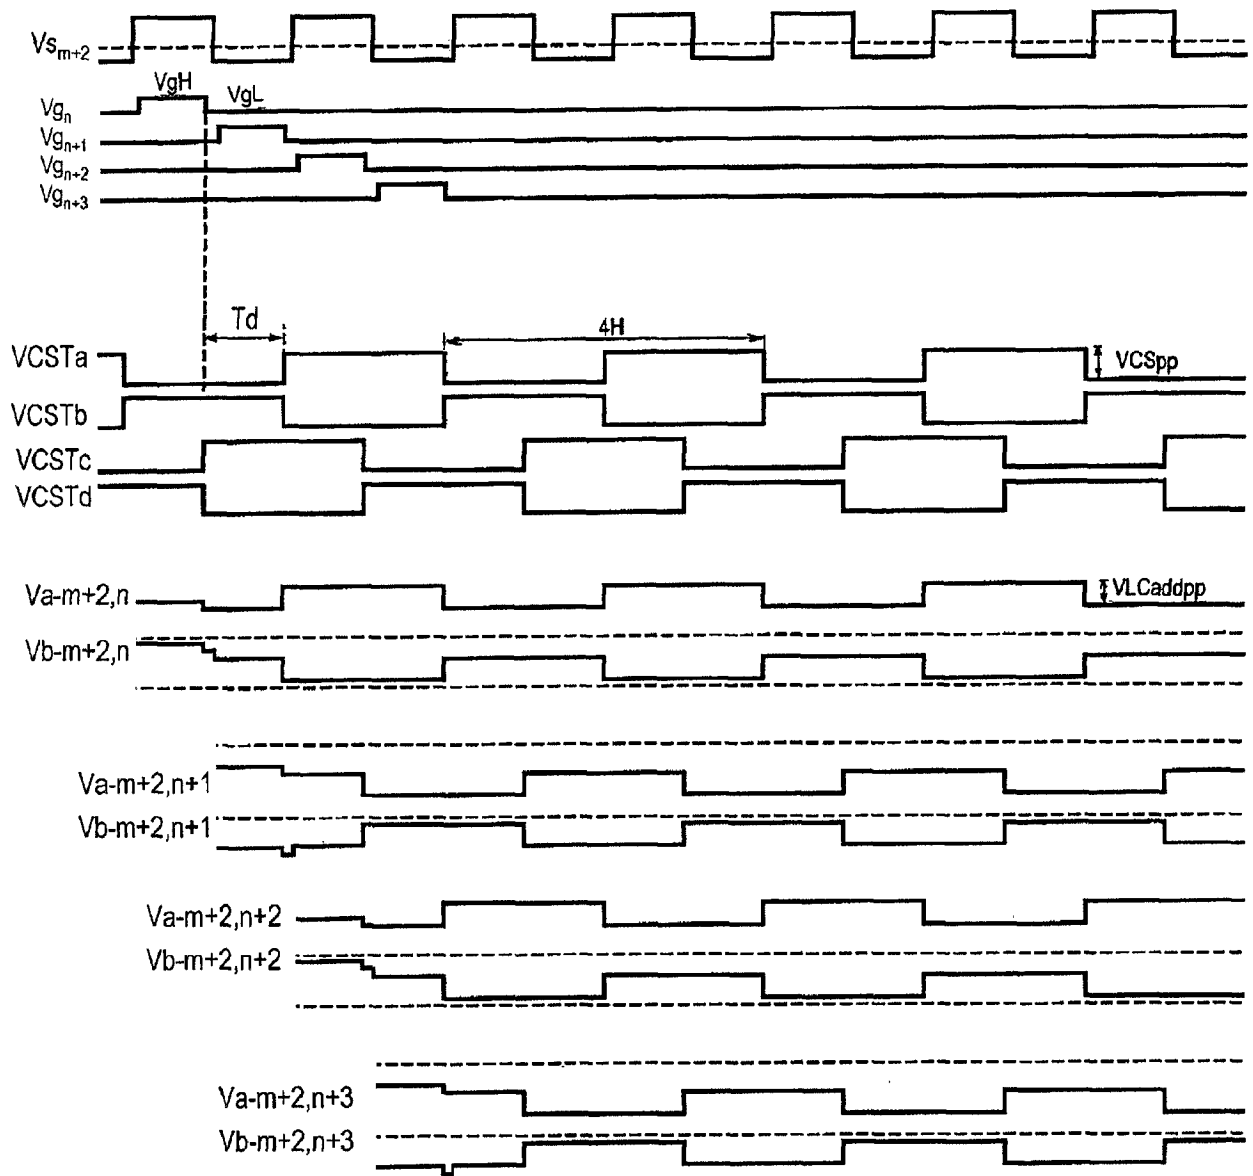 Vsm+2
VgH
VgL
Vgn
Vgn+1
Vgn+2
Vgn+3
Td
4H
VCSTa
VCSpp
VCSTb
VCSTc
VCSTd
Va-m+2,n
VLCaddpp
Vb-m+2,n
Va-m+2,n+1
Vb-m+2,n+1
Va-m+2,n+2
Vb-m+2,n+2
Va-m+2,n+3
Vb-m+2,n+3